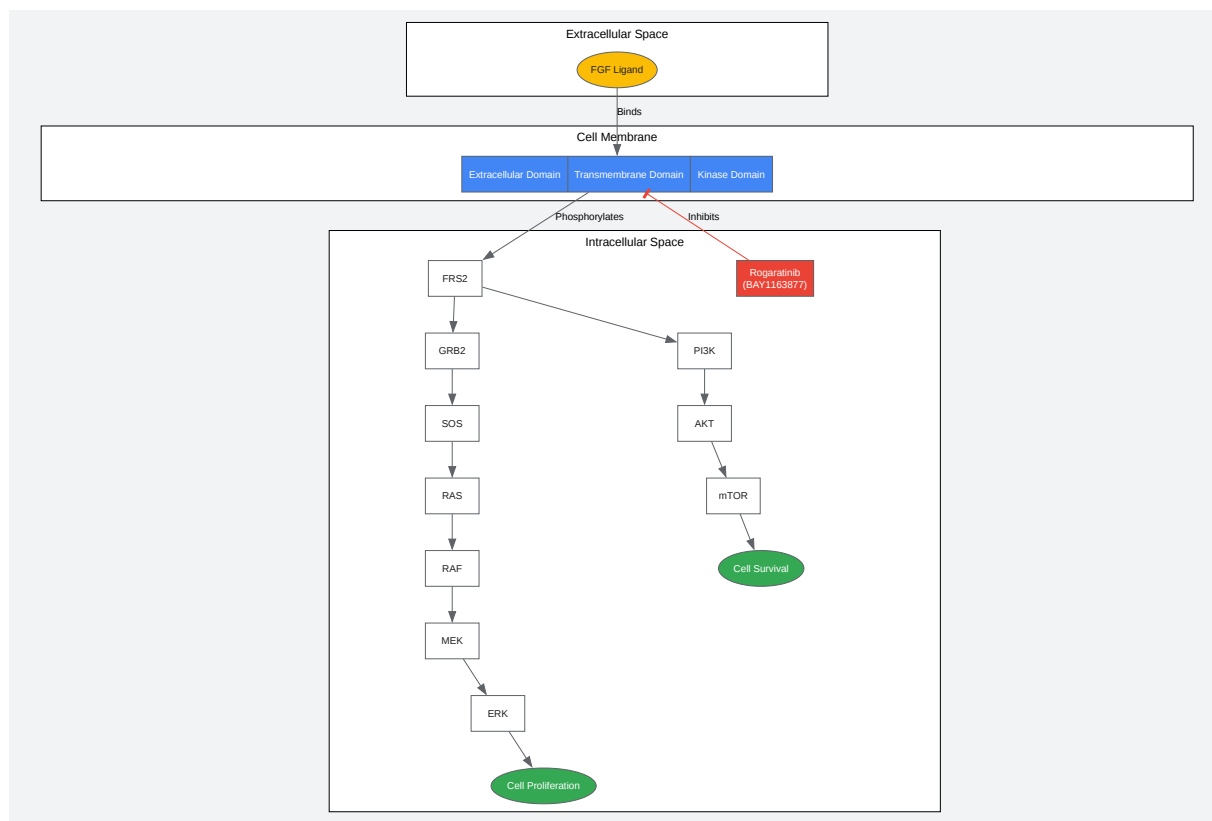 Extracellular Space
FGF Ligand
Binds
Cell Membrane
Extracellular Domain
Transmembrane Domain
Kinase Domain
Phosphorylates
Inhibits
Intracellular Space
FRS2
Rogaratinib
(BAY1163877)
GRB2
PI3K
SOS
AKT
RAS
mTOR
RAF
Cell Survival
MEK
ERK
Cell Proliferation